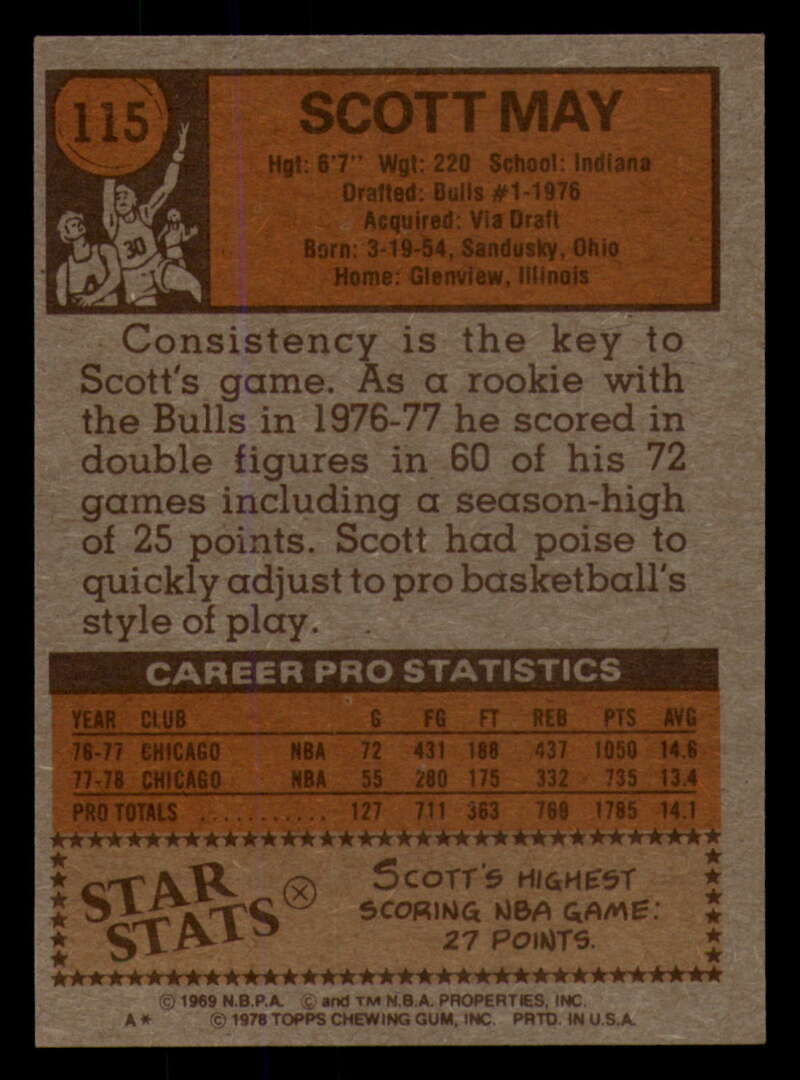 115
SCOTT MAY
Hgt: 6'7" Wgt: 220 School: Indiana
Drafted: Bulls #1-1976
Acquired: Via Draft
Born: 3-19-54, Sandusky, Ohio
Home: Glenview, Illinois
30
Consistency is the key to
Scott's game. As a rookie with
the Bulls in 1976-77 he scored in
double figures in 60 of his 72
games including a season-high
of 25 points. Scott had poise to
quickly adjust to pro basketball's
style of play.
CAREER PRO STATISTICS
YEAR CLUB G FG FT REB PTS AVG
76-77 CHICAGO NBA 72 431 188 437 1050 14.6
77-78 CHICAGO NBA 55 280 175 332 735 13.4
PRO TOTALS ........... 127 711 363 769 1785 14.1
STAR
STATS
SCOTT'S HIGHEST
SCORING NBA GAME:
27 POINTS.
© 1969 N.B.P.A. © and TM N.B.A. PROPERTIES, INC.
A* © 1978 TOPPS CHEWING GUM, INC. PRTD. IN U.S.A.